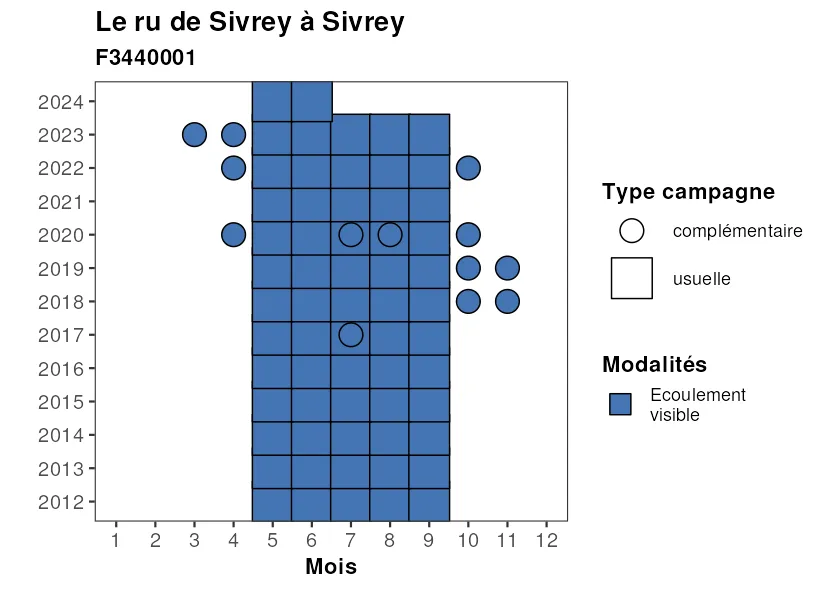 Le ru de Sivrey à Sivrey
F3440001
2024
2023
2022
2021
2020
2019
2018
2017
2016
2015
2014
2013
2012
1 2 3 4 5 6 7 8 9 10 11 12
Mois
Type campagne
complémentaire
usuelle
Modalités
Ecoulement
visible